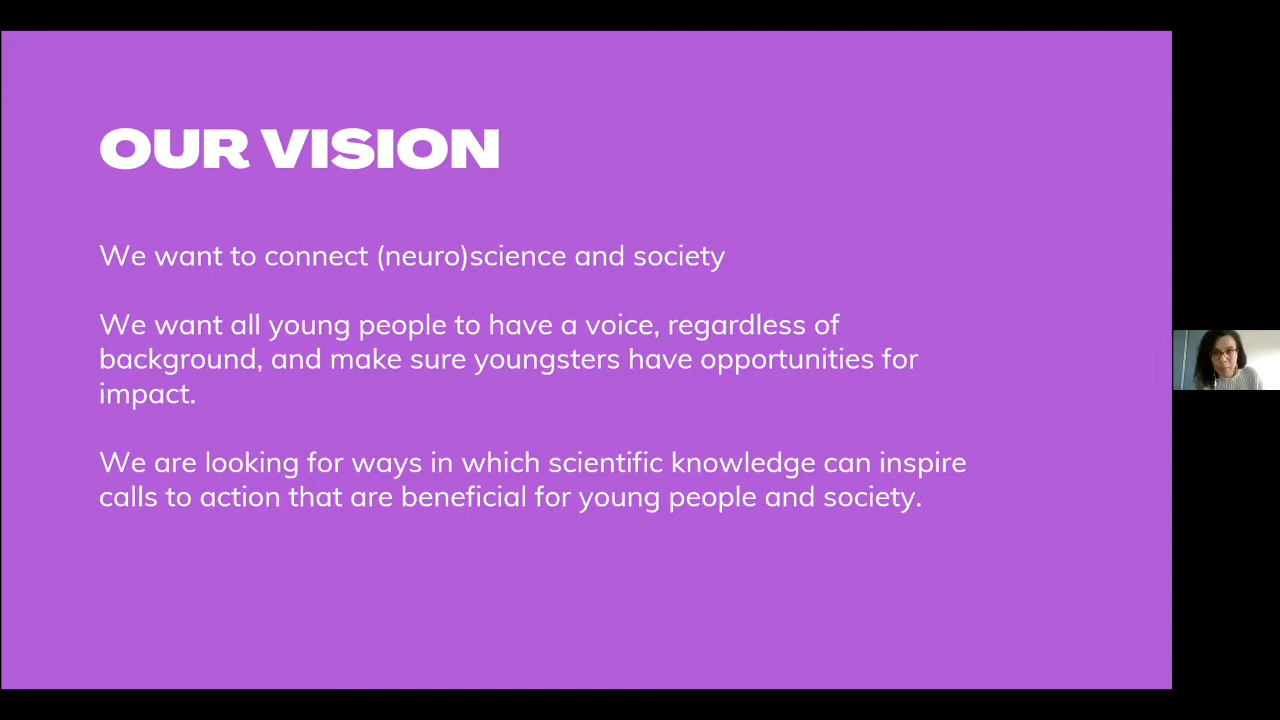 OUR VISION
We want to connect (neuro)science and society
We want all young people to have a voice, regardless of
background, and make sure youngsters have opportunities for
impact.
We are looking for ways in which scientific knowledge can inspire
calls to action that are beneficial for young people and society.